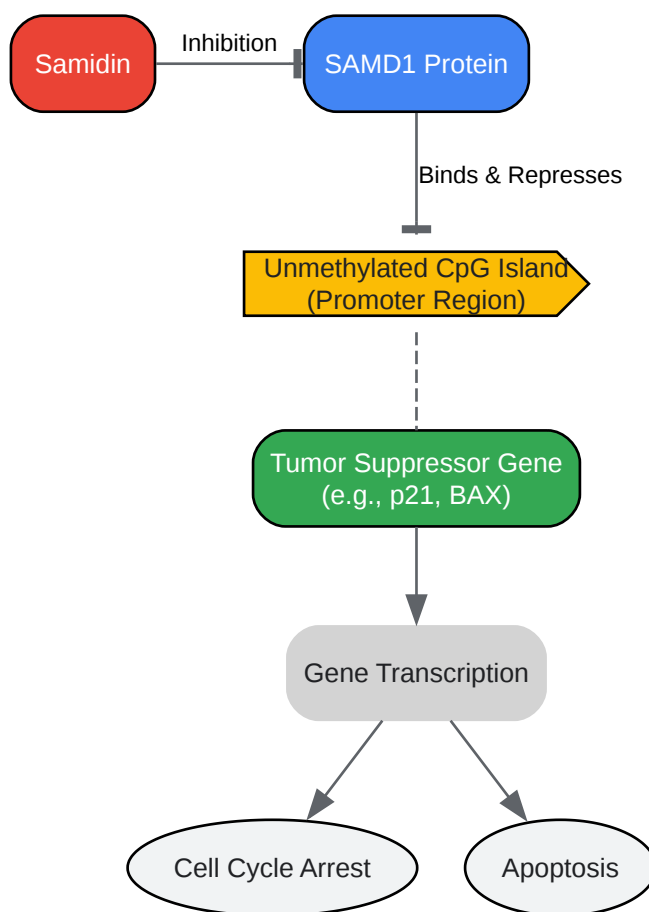 Samidin
Inhibition
SAMD1 Protein
Binds & Represses
Unmethylated CpG Island
(Promoter Region)
Tumor Suppressor Gene
(e.g., p21, BAX)
Gene Transcription
Cell Cycle Arrest
Apoptosis